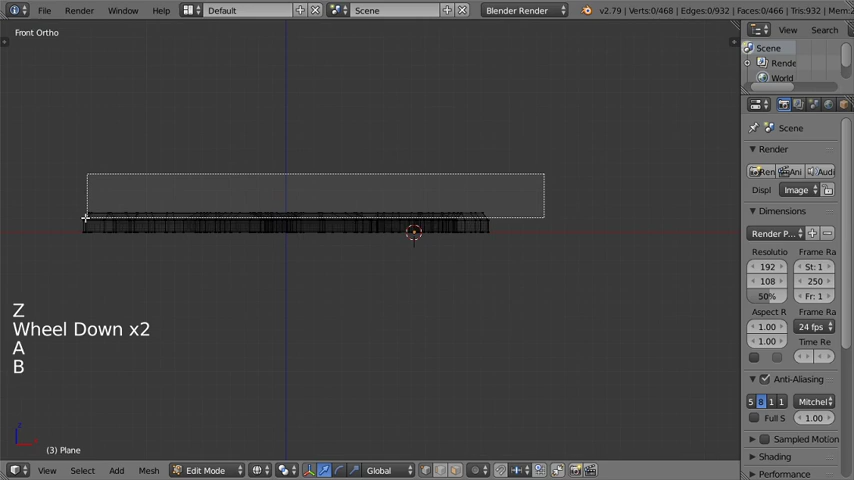 File Render Window Help Default Scene Blender Render v2.79 | Verts:0/468 | Edges:0/932 | Faces:0/466 | Tris:932 | Mem:2
Front Ortho
View Search
Scene
Rende
World
Scene
Render
Ren Ani Audi
Displ Image
Dimensions
Render P...
Resolutio Frame Ra
192 St: 1
108 250
50% Fr: 1
Aspect R Frame Ra
1.00 24 fps
1.00 Time Re
Anti-Aliasing
5 8 1 1 Mitchel
Full S 1.00
Sampled Motion
Shading
Performance
Z
Wheel Down x2
A
B
z
(3) Plane
View Select Add Mesh Edit Mode Global